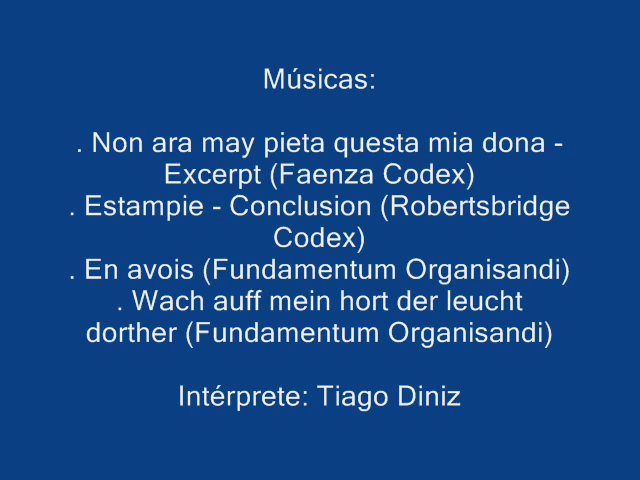 Músicas:
. Non ara may pieta questa mia dona -
Excerpt (Faenza Codex)
. Estampie - Conclusion (Robertsbridge
Codex)
. En avois (Fundamentum Organisandi)
. Wach auff mein hort der leucht
dorther (Fundamentum Organisandi)
Intérprete: Tiago Diniz